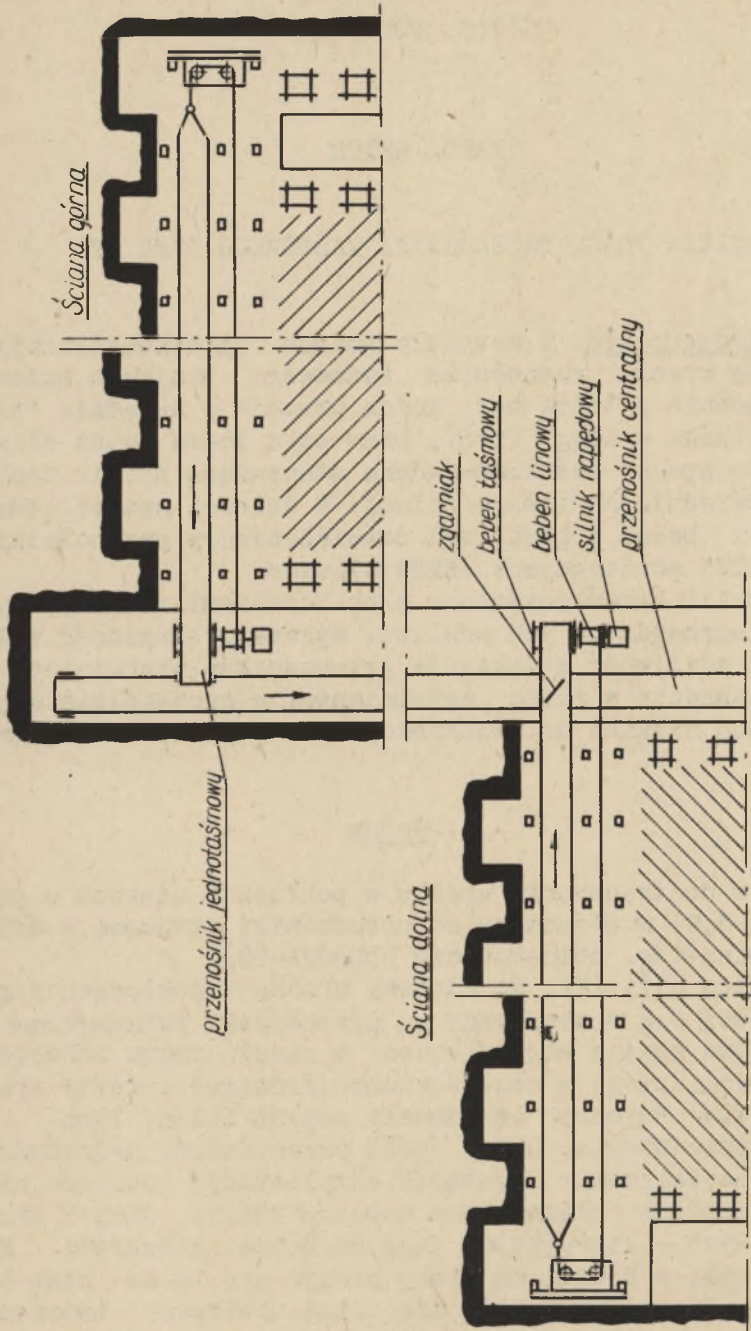 Ściana górna
zgarniak
bęben taśmowy
bęben linowy
silnik napędowy
przenośnik centralny
przenośnik jednotaśmowy
Ściana dolna